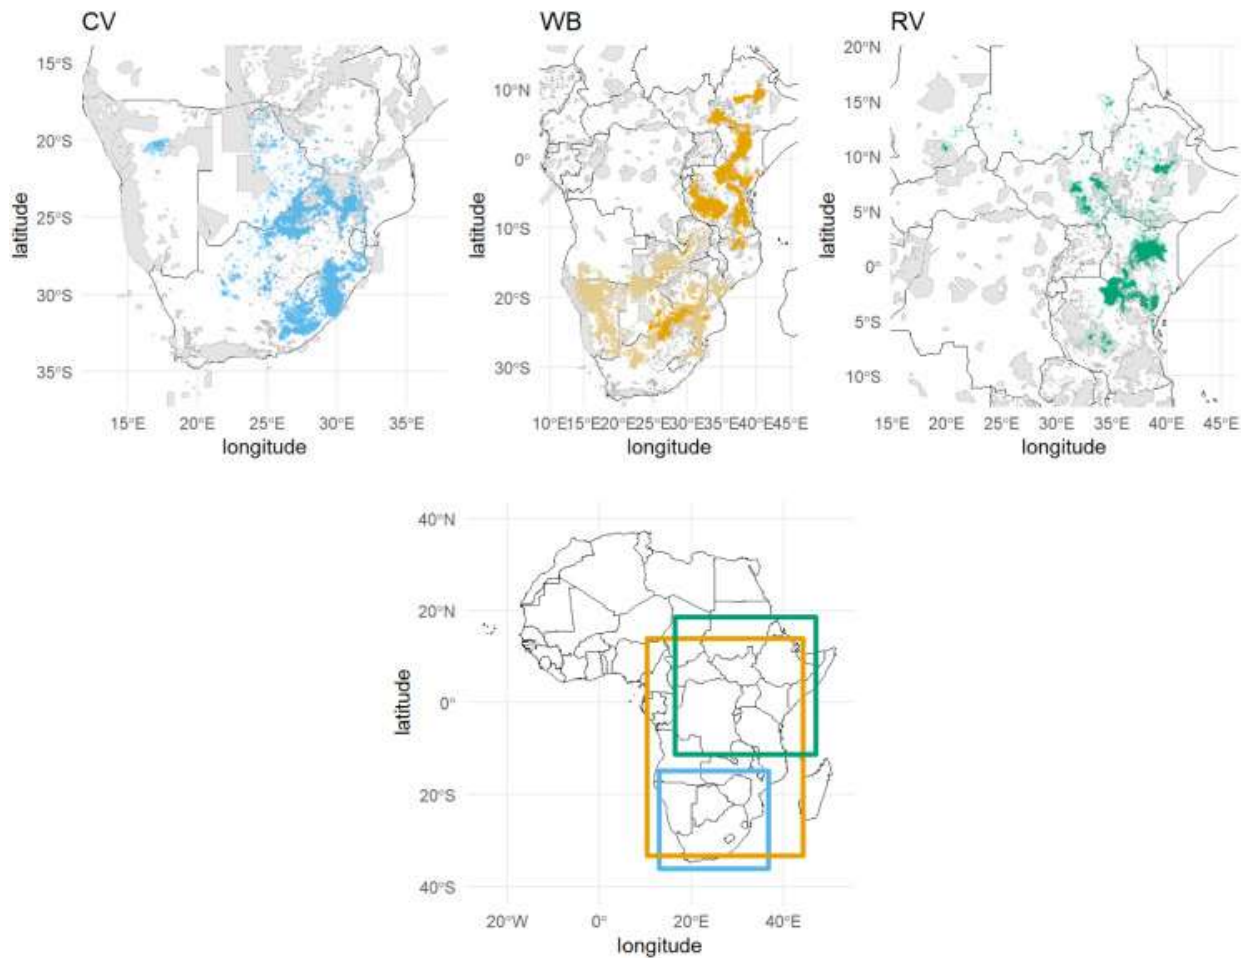 CV
WB
RV
15°S
20°S
25°S
30°S
35°S
latitude
15°E 20°E 25°E 30°E 35°E
longitude
10°N
0°
10°S
20°S
30°S
latitude
10°E15°E20°E25°E30°E35°E40°E45°E
longitude
20°N
15°N
10°N
5°N
0°
5°S
10°S
latitude
15°E 20°E 25°E 30°E 35°E 40°E 45°E
longitude
40°N
20°N
0°
20°S
40°S
latitude
20°W 0° 20°E 40°E
longitude